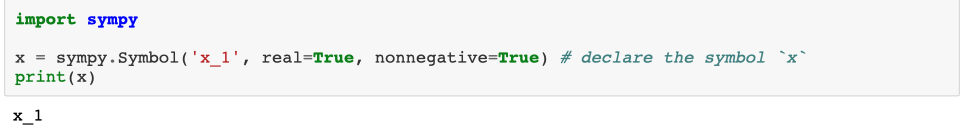 import sympy
x = sympy.Symbol('x_1', real=True, nonnegative=True) # declare the symbol `x`
print(x)
x_1